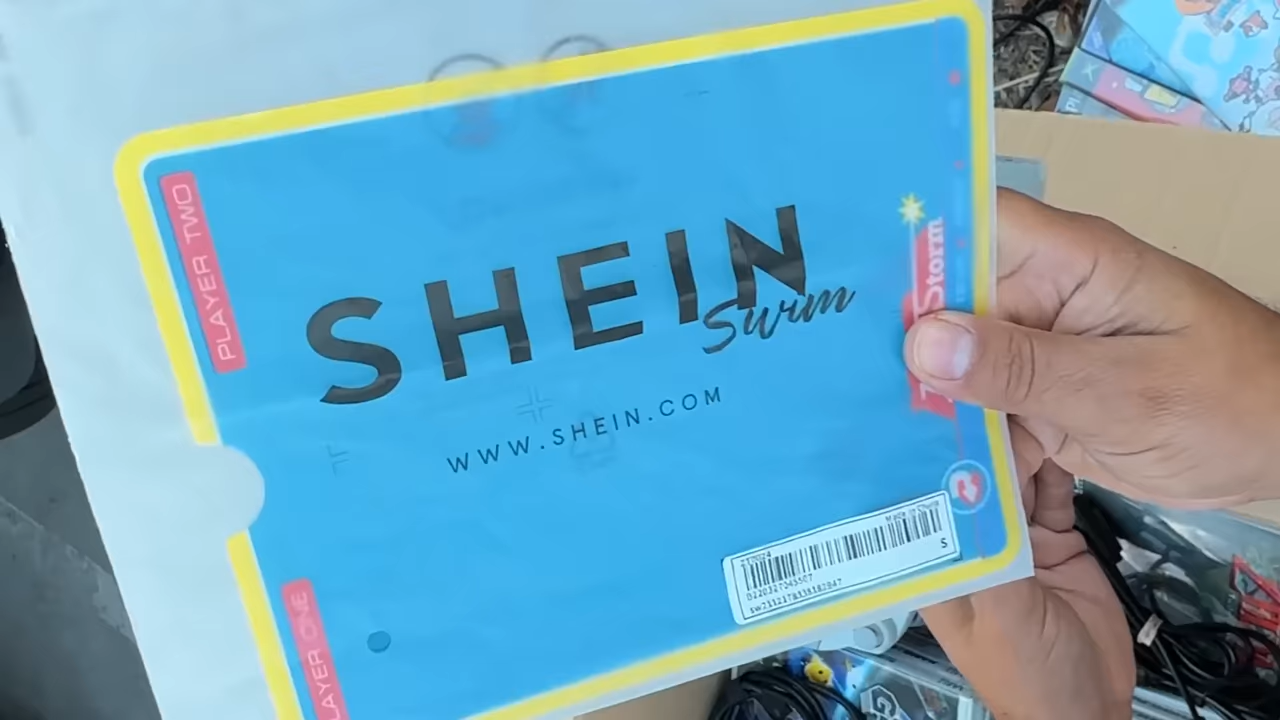 PLAYER TWO
SHEIN
Swim
WWW.SHEIN.COM
Storm
Made In China
S
PLAYER ONE